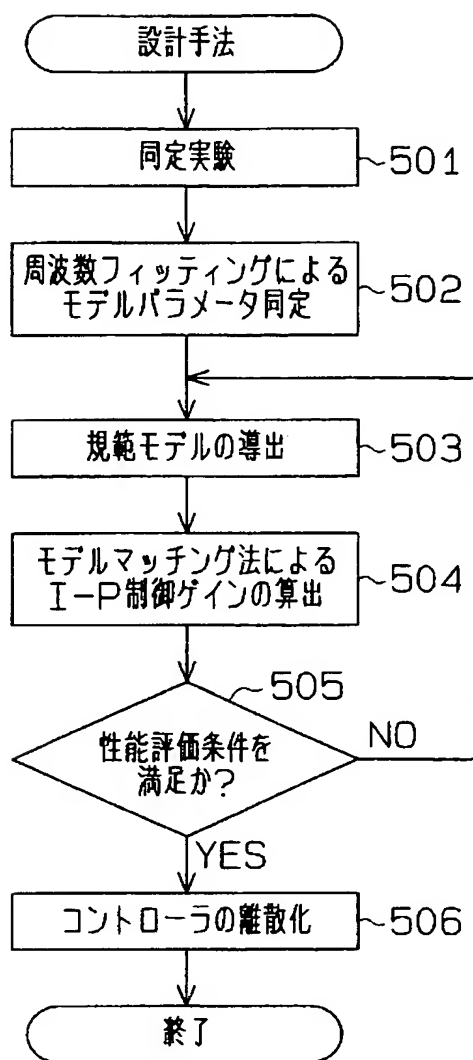 設計手法
同定実験
501
周波数フィッティングによる
モデルパラメータ同定
502
規範モデルの導出
503
モデルマッチング法による
I-P制御ゲインの算出
504
505
性能評価条件を
満足か?
NO
YES
コントローラの離散化
506
終了